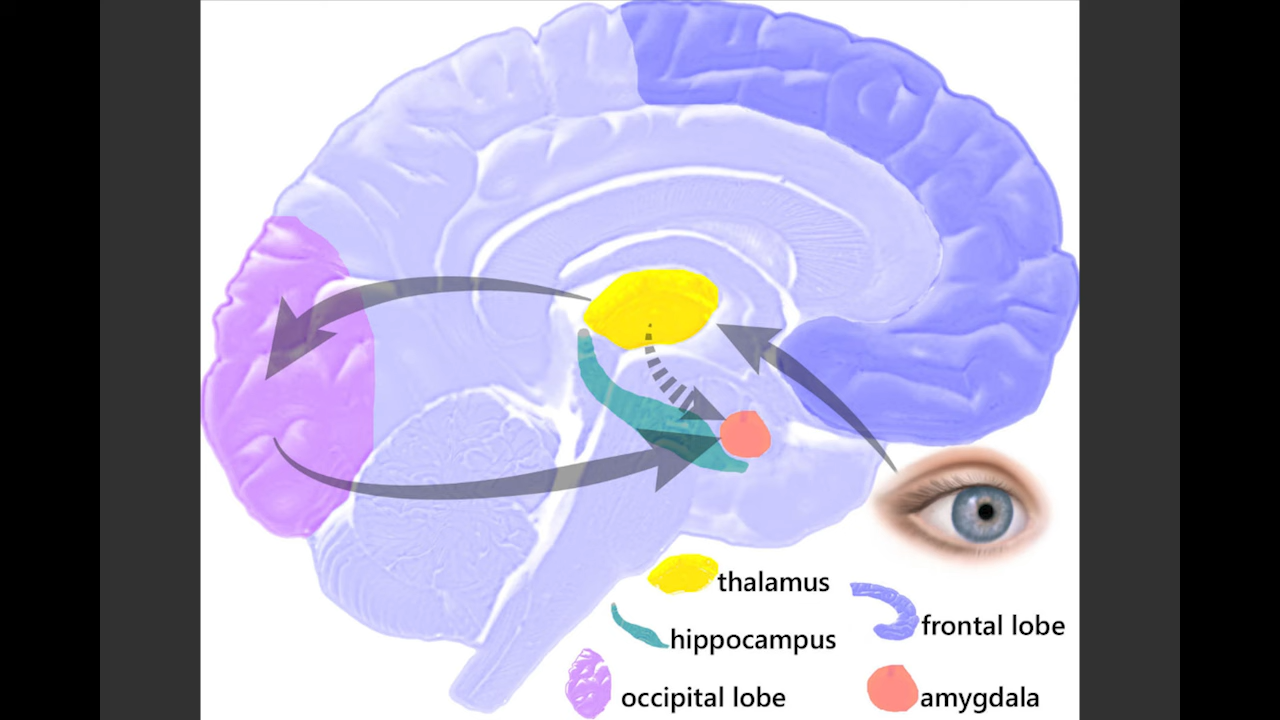 thalamus
frontal lobe
hippocampus
occipital lobe
amygdala